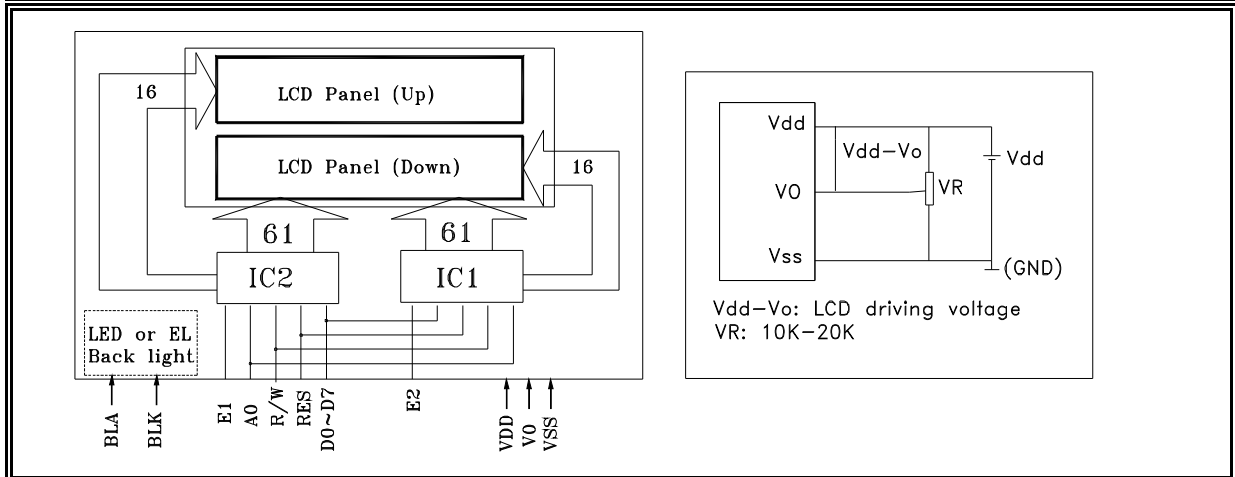 LCD Panel (Up)
16
LCD Panel (Down)
16
61
61
IC2
IC1
LED or EL
Back light
BLA
BLK
E1
A0
R/W
RES
D0~D7
E2
VDD
V0
VSS
Vdd
Vdd-Vo
Vdd
VO
VR
Vss
(GND)
Vdd-Vo: LCD driving voltage
VR: 10K-20K